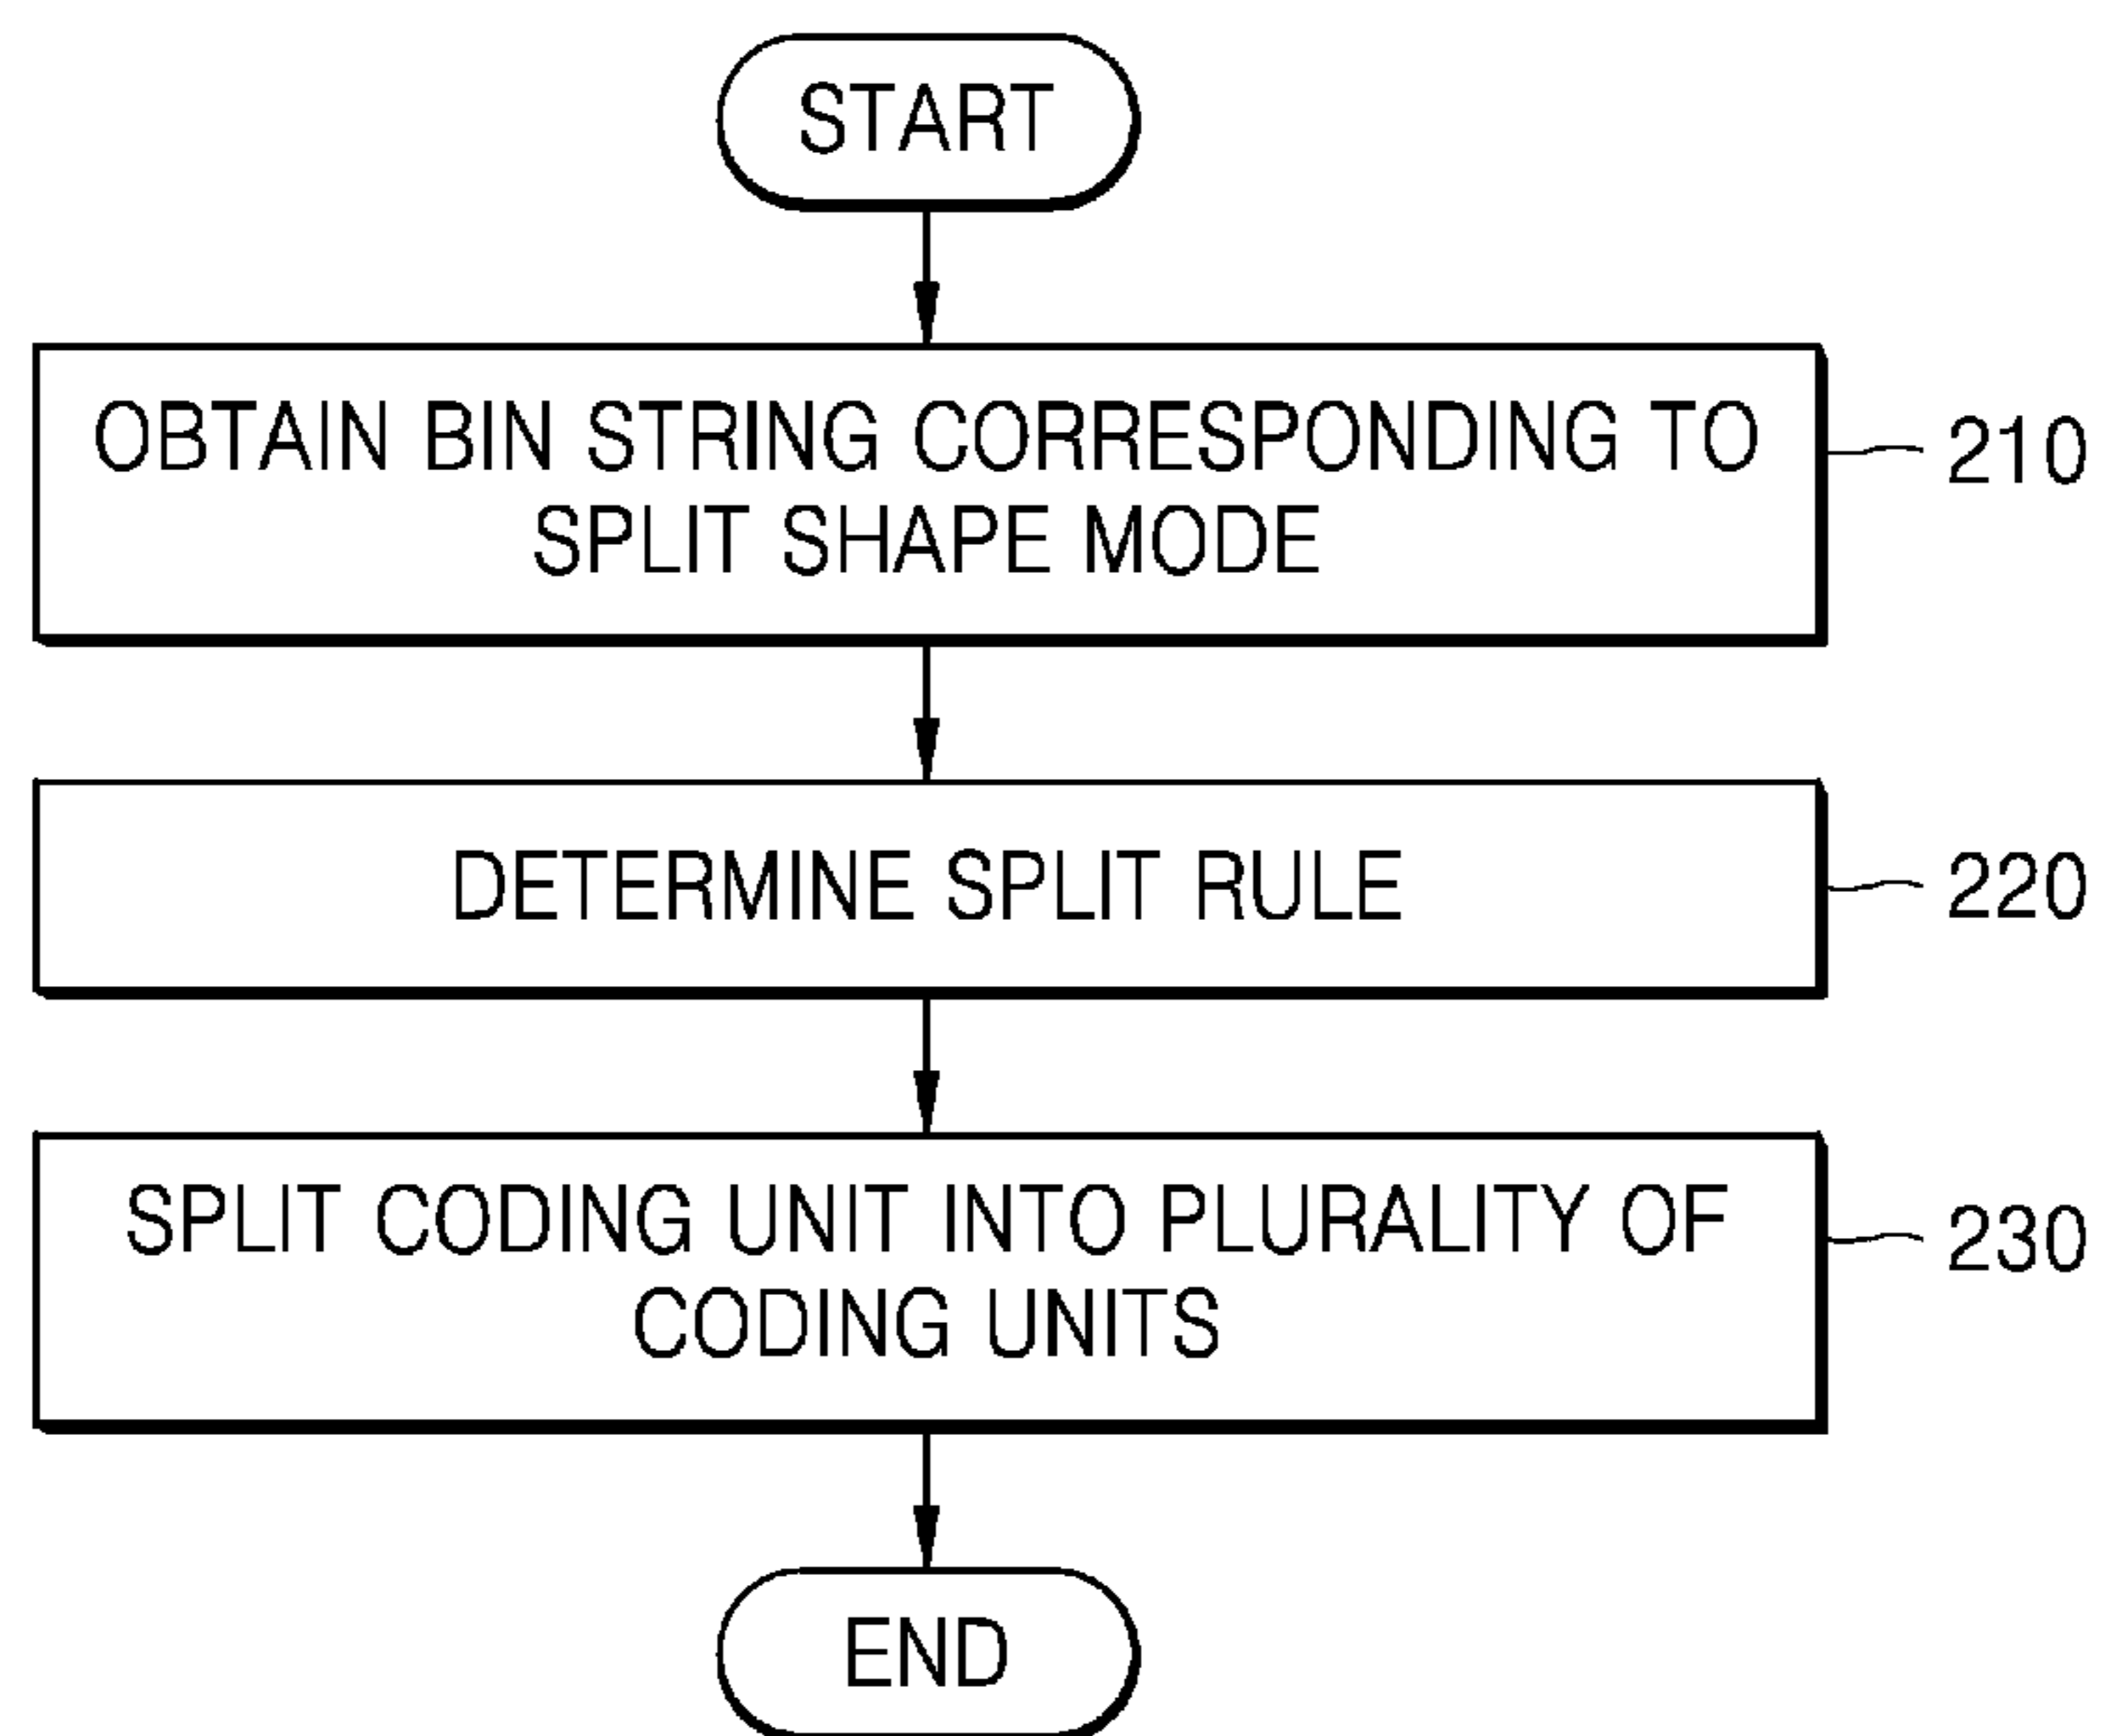 START
OBTAIN BIN STRING CORRESPONDING TO
SPLIT SHAPE MODE
210
DETERMINE SPLIT RULE
220
SPLIT CODING UNIT INTO PLURALITY OF
CODING UNITS
230
END